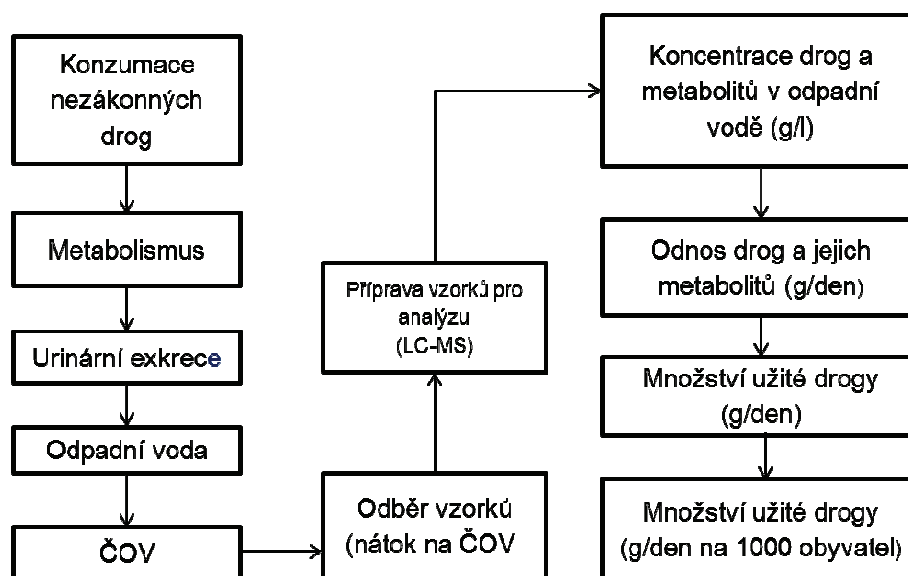 Konzumace
nezákonných
drog
Metabolismus
Urinární exkrece
Odpadní voda
ČOV
Odběr vzorků
(nátok na ČOV
Příprava vzorků pro
analýzu
(LC-MS)
Koncentrace drog a
metabolitů v odpadní
vodě (g/l)
Odnos drog a jejich
metabolitů (g/den)
Množství užité drogy
(g/den)
Množství užité drogy
(g/den na 1000 obyvatel)